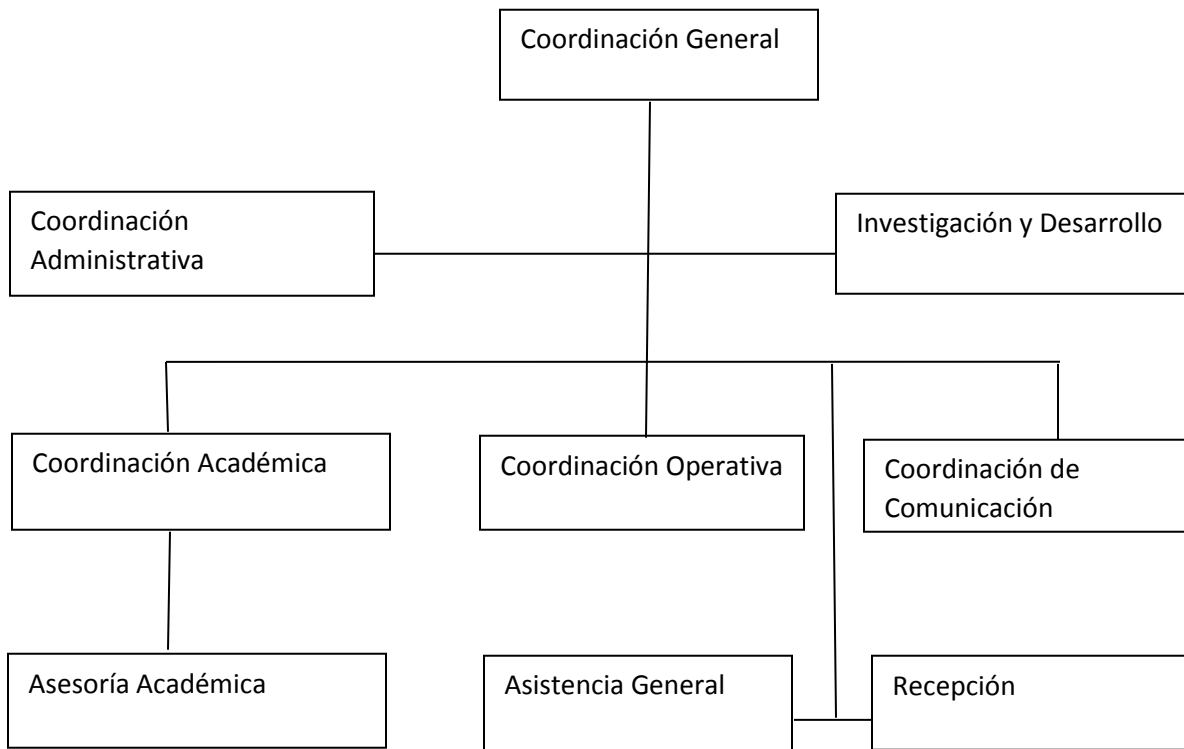 Coordinación General
Coordinación
Administrativa
Investigación y Desarrollo
Coordinación Académica
Coordinación Operativa
Coordinación de
Comunicación
Asesoría Académica
Asistencia General
Recepción